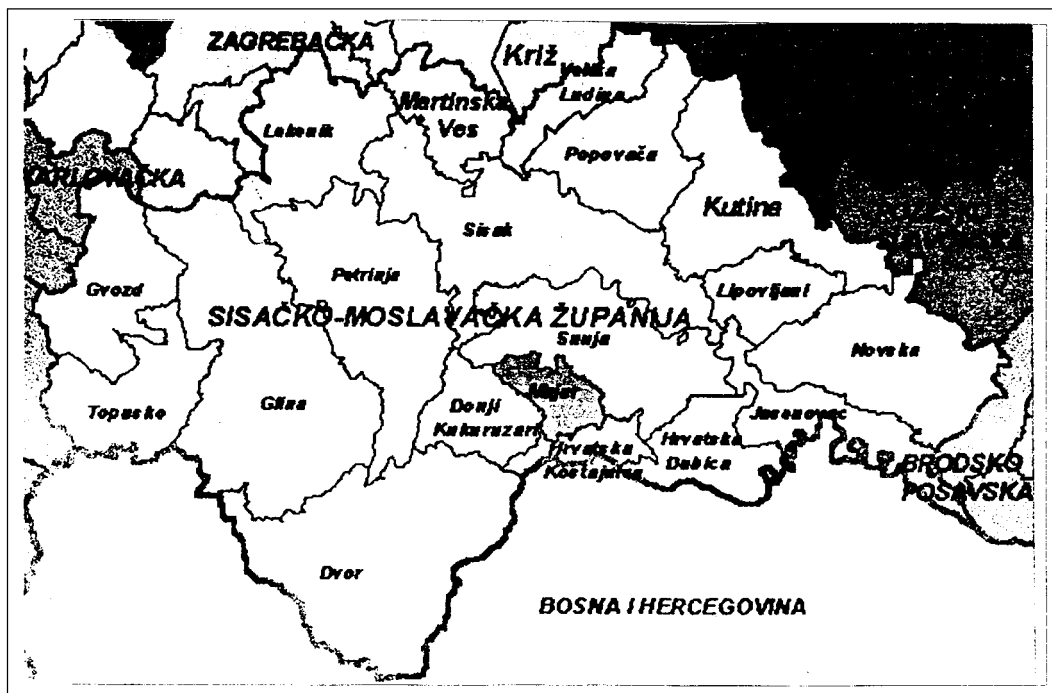 ZAGREBAČKA
Križ
Velika
Ludina
Martinska
Ves
Lekenik
Popovača
KARLOVAČKA
Kutina
Sisak
Petrinja
Gvozd
Lipovljani
SISAČKO-MOSLAVAČKA ŽUPANIJA
Sunja
Novska
Majur
Topusko
Glina
Donji
Kukuruzari
Jasenovac
Hrvatska
Kostajnica
Hrvatska
Dubica
BRODSKO
POSAVSKA
Dvor
BOSNA I HERCEGOVINA